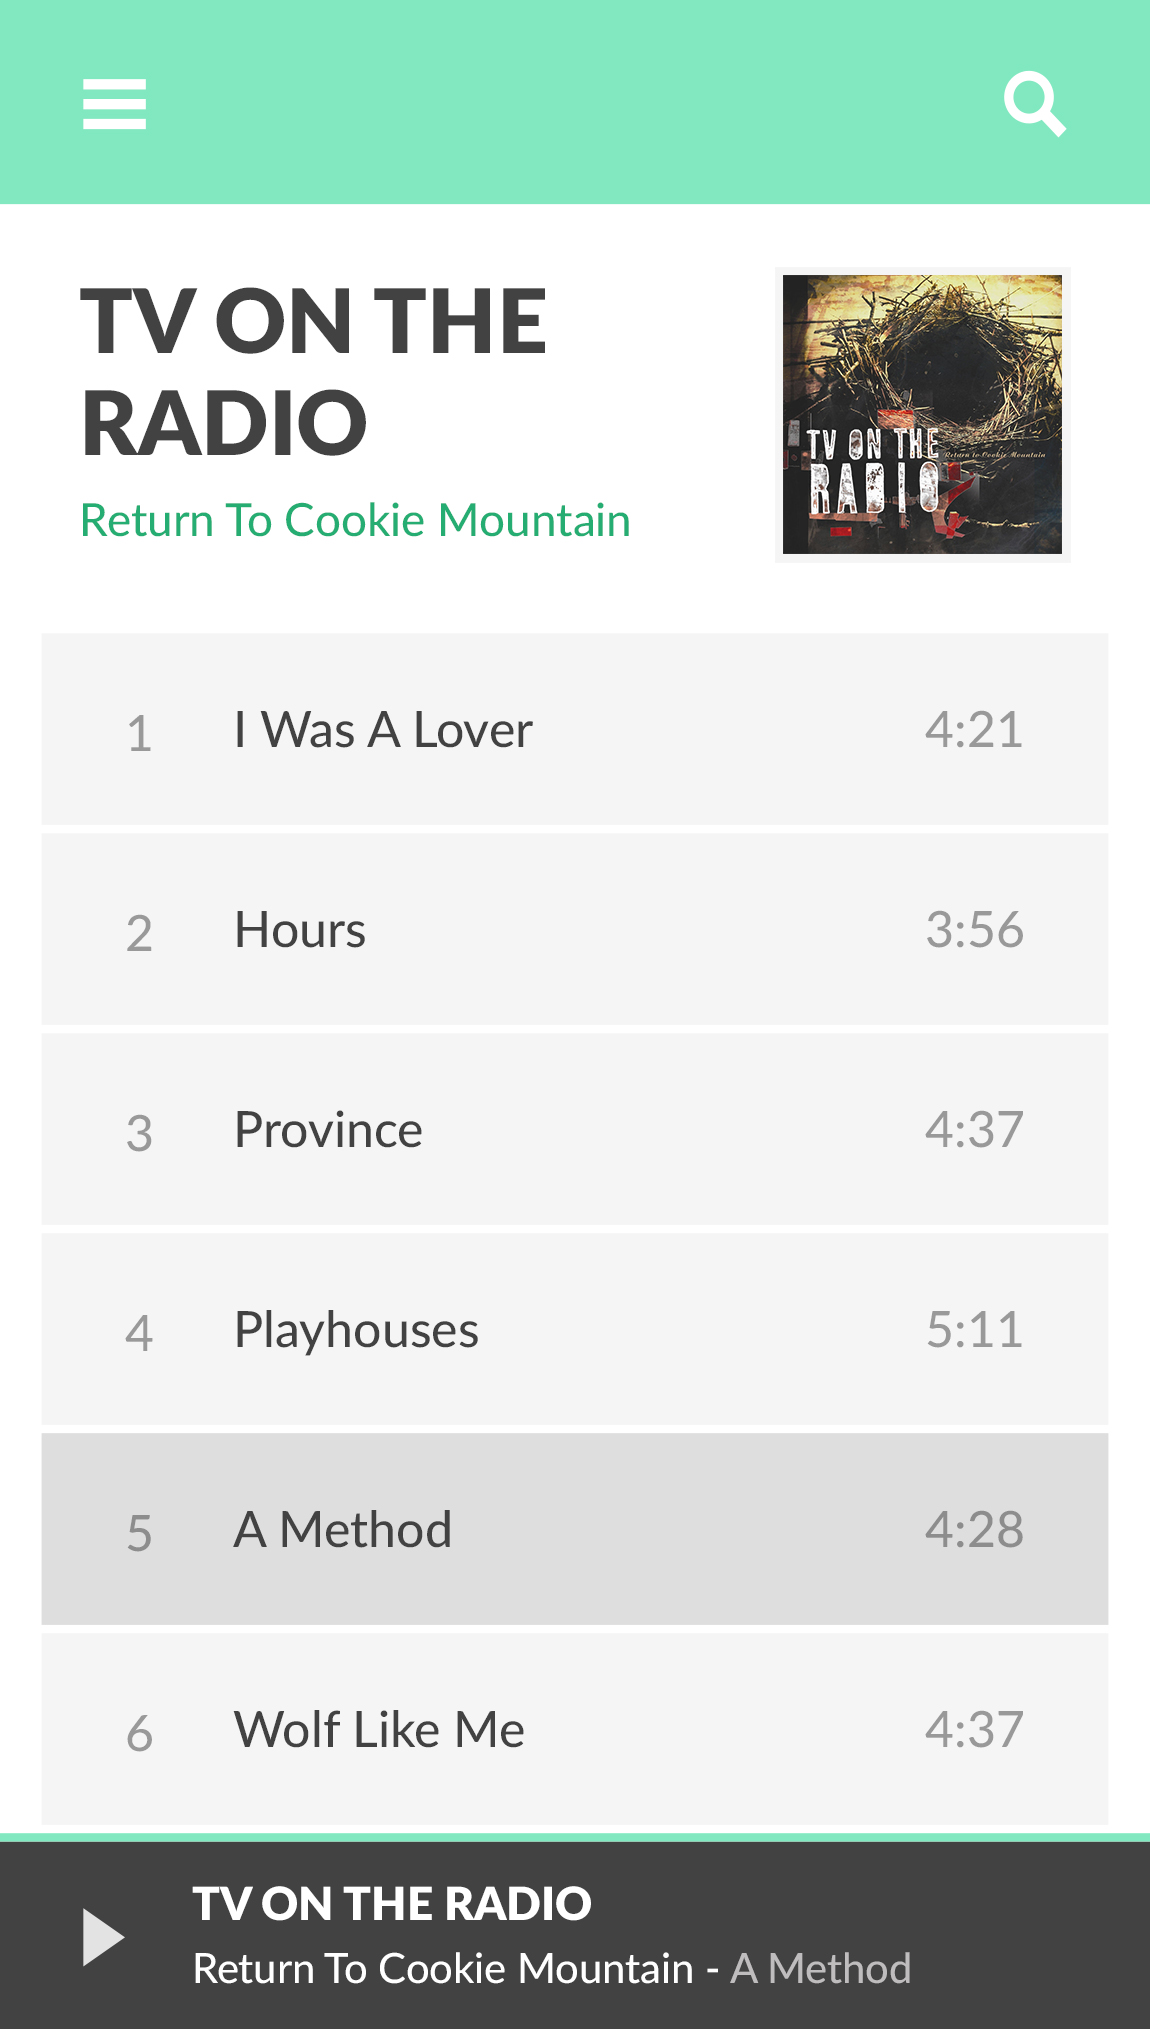 TV ON THE
RADIO
Return To Cookie Mountain
TV ON THE
RADIO
Return to Cookie Mountain
1 I Was A Lover 4:21
2 Hours 3:56
3 Province 4:37
4 Playhouses 5:11
5 A Method 4:28
6 Wolf Like Me 4:37
TV ON THE RADIO
Return To Cookie Mountain - A Method